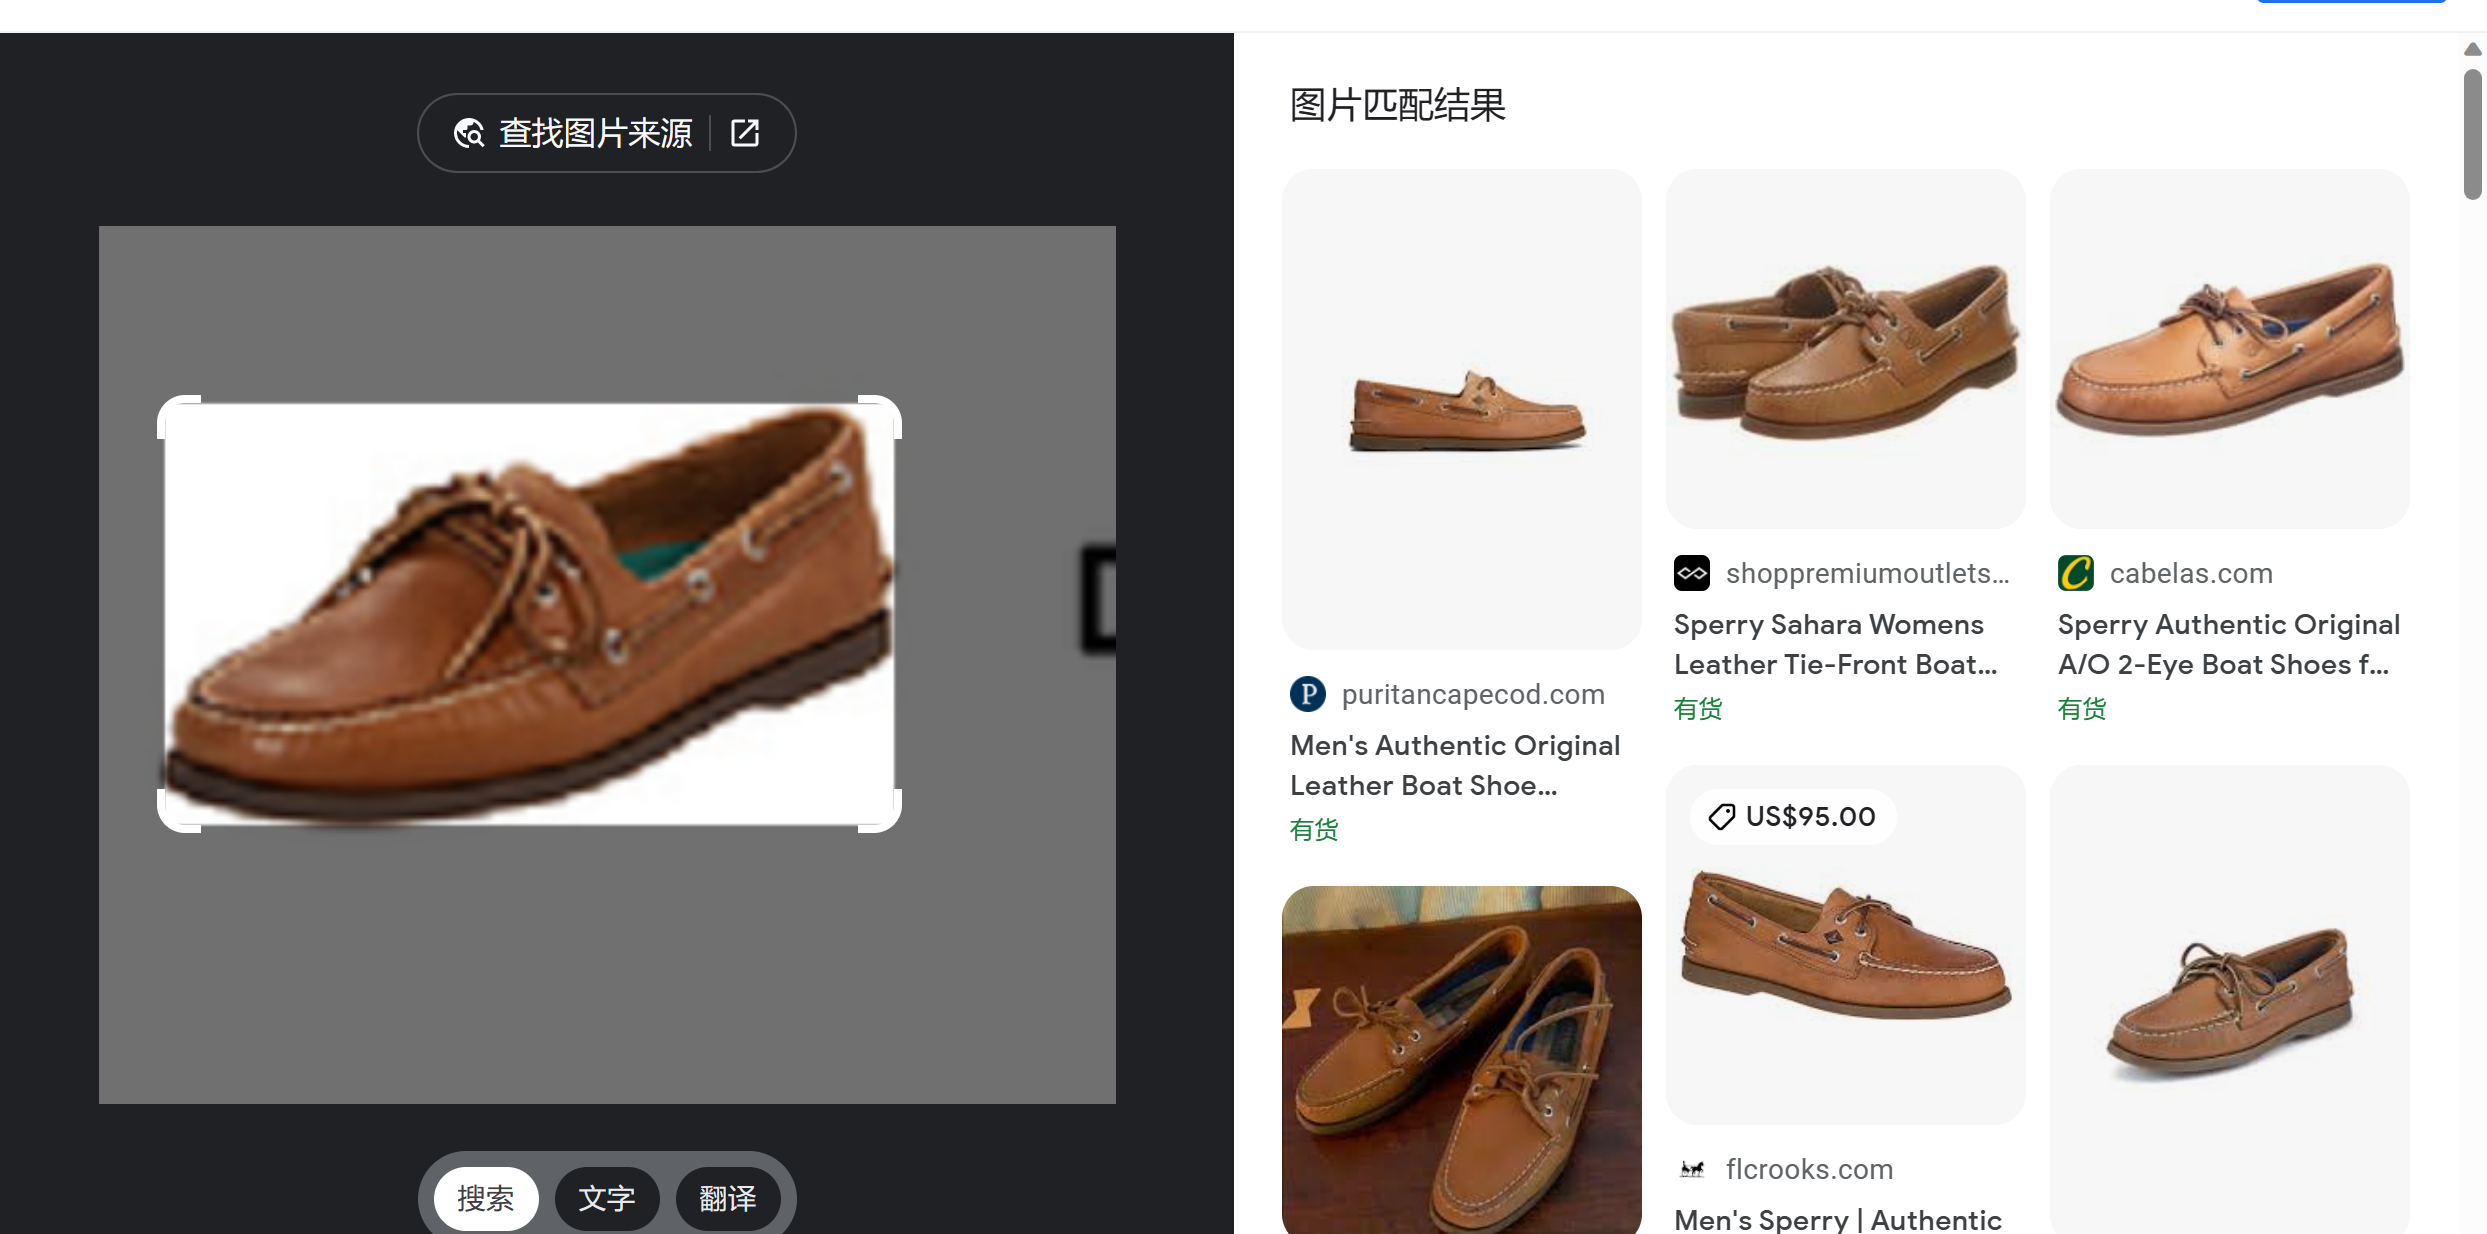 查找图片来源
搜索
文字
翻译
图片匹配结果
puritancapecod.com
Men's Authentic Original
Leather Boat Shoe...
有货
shoppremiumoutlets...
Sperry Sahara Womens
Leather Tie-Front Boat...
有货
cabelas.com
Sperry Authentic Original
A/O 2-Eye Boat Shoes f...
有货
US$95.00
flcrooks.com
Men's Sperry | Authentic